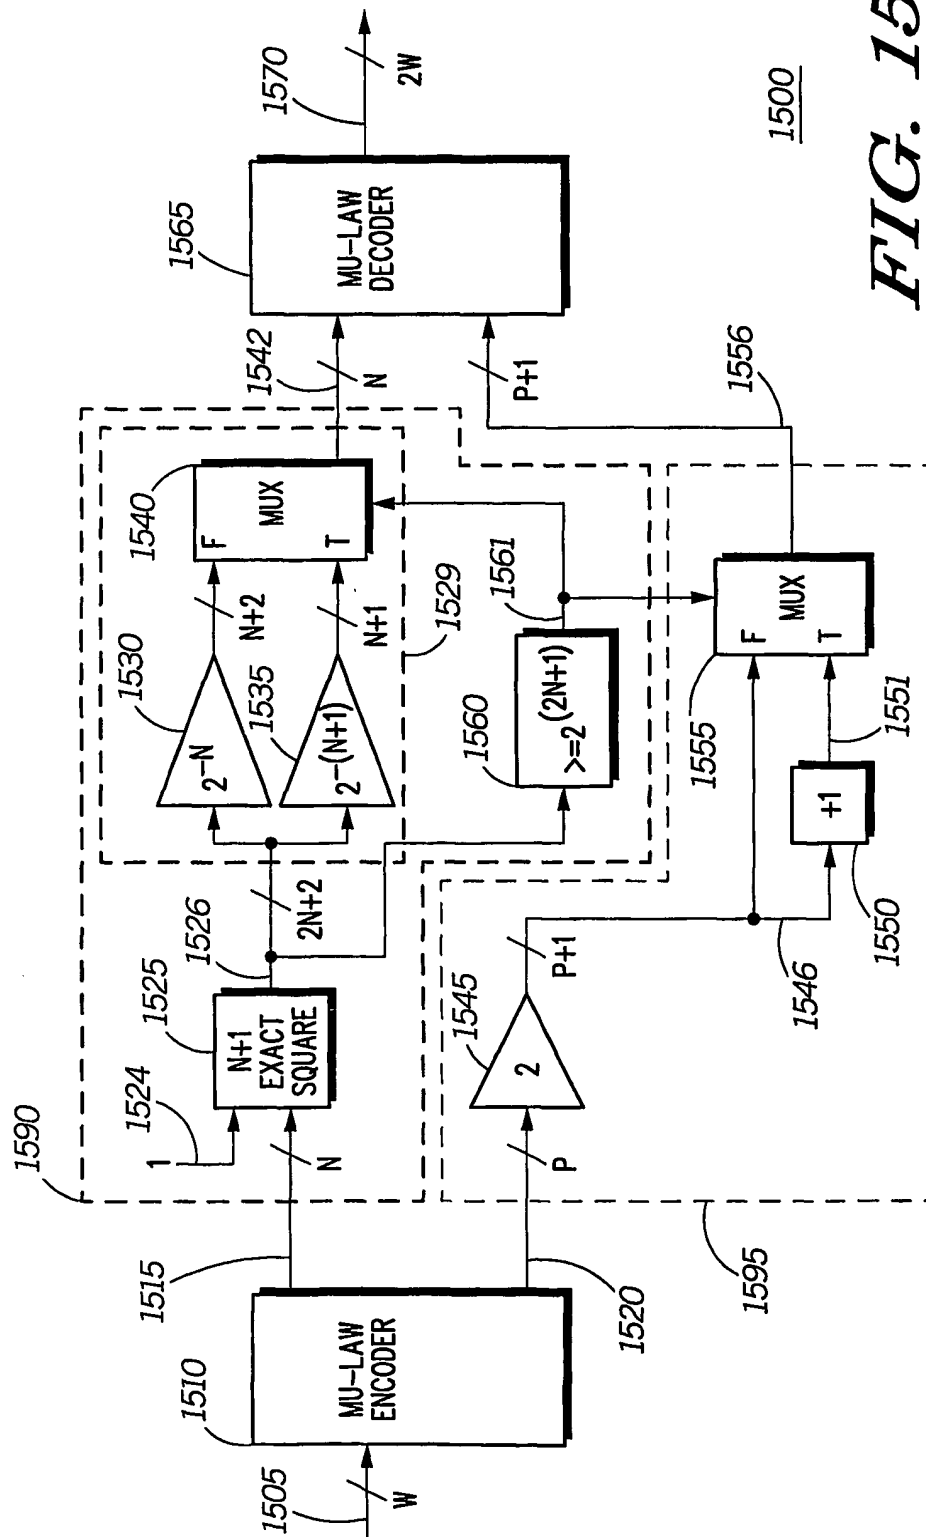 1505
W
1510
MU-LAW
ENCODER
1515
1520
1590
1524
1
N
1525
N+1
EXACT
SQUARE
1526
2N+2
1530
2^-N
1535
2^-(N+1)
N+2
N+1
1540
F
MUX
T
1529
1542
N
1560
>=2^(2N+1)
1561
1595
P
1545
2
P+1
1546
1550
+1
1551
1555
F
MUX
T
1556
P+1
1565
MU-LAW
DECODER
1570
2W
1500
FIG. 15